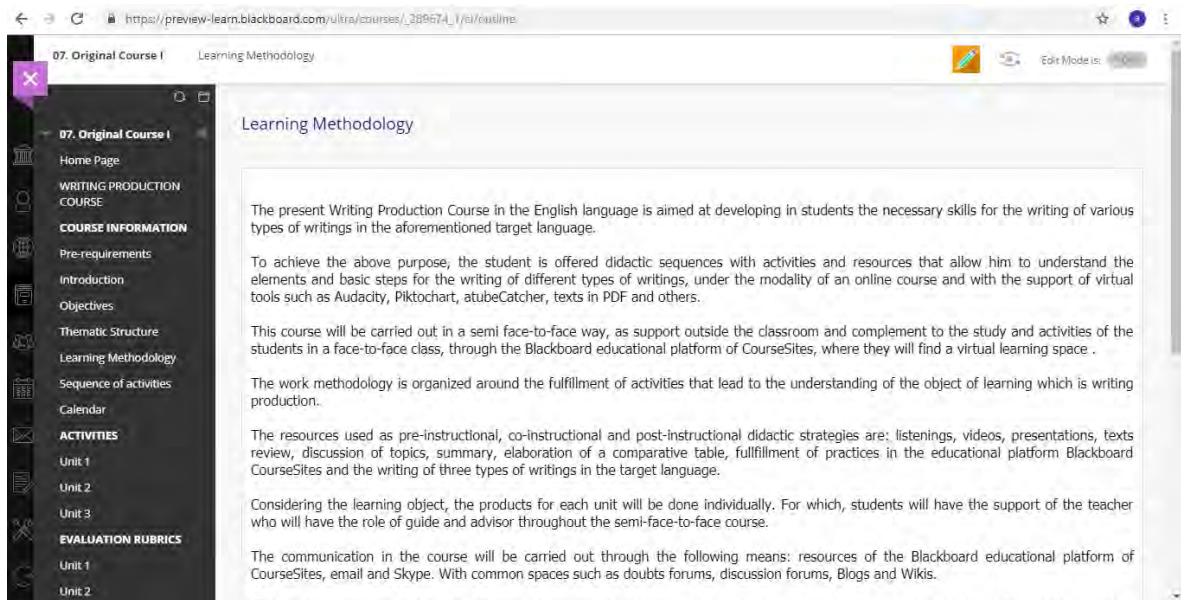 https://preview-learn.blackboard.com/ultra/courses/_289674_1/cl/outline
07. Original Course I Learning Methodology
Edit Mode is:
07. Original Course I
Home Page
WRITING PRODUCTION
COURSE
COURSE INFORMATION
Pre-requirements
Introduction
Objectives
Thematic Structure
Learning Methodology
Sequence of activities
Calendar
ACTIVITIES
Unit 1
Unit 2
Unit 3
EVALUATION RUBRICS
Unit 1
Unit 2
Learning Methodology
The present Writing Production Course in the English language is aimed at developing in students the necessary skills for the writing of various
types of writings in the aforementioned target language.
To achieve the above purpose, the student is offered didactic sequences with activities and resources that allow him to understand the
elements and basic steps for the writing of different types of writings, under the modality of an online course and with the support of virtual
tools such as Audacity, Piktochart, atubeCatcher, texts in PDF and others.
This course will be carried out in a semi face-to-face way, as support outside the classroom and complement to the study and activities of the
students in a face-to-face class, through the Blackboard educational platform of CourseSites, where they will find a virtual learning space .
The work methodology is organized around the fulfillment of activities that lead to the understanding of the object of learning which is writing
production.
The resources used as pre-instructional, co-instructional and post-instructional didactic strategies are: listenings, videos, presentations, texts
review, discussion of topics, summary, elaboration of a comparative table, fullfillment of practices in the educational platform Blackboard
CourseSites and the writing of three types of writings in the target language.
Considering the learning object, the products for each unit will be done individually. For which, students will have the support of the teacher
who will have the role of guide and advisor throughout the semi-face-to-face course.
The communication in the course will be carried out through the following means: resources of the Blackboard educational platform of
CourseSites, email and Skype. With common spaces such as doubts forums, discussion forums, Blogs and Wikis.